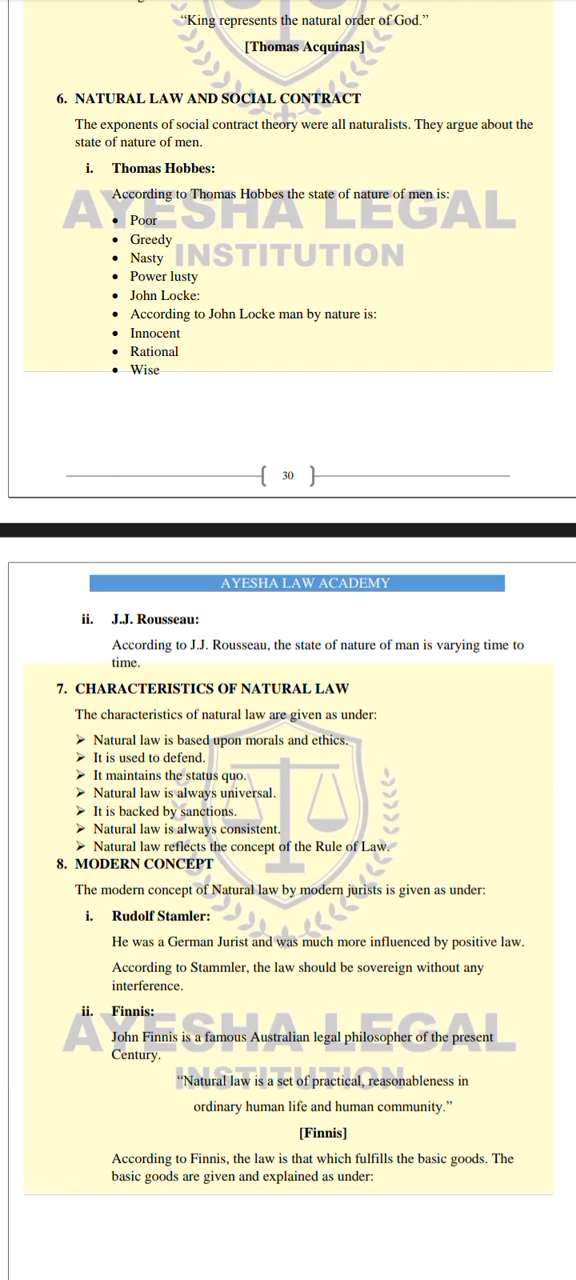 “King represents the natural order of God.”
[Thomas Acquinas]
6. NATURAL LAW AND SOCIAL CONTRACT
The exponents of social contract theory were all naturalists. They argue about the
state of nature of men.
i. Thomas Hobbes:
According to Thomas Hobbes the state of nature of men is:
AYESHA LEGAL
INSTITUTION
• Poor
• Greedy
• Nasty
• Power lusty
• John Locke:
• According to John Locke man by nature is:
• Innocent
• Rational
• Wise
30
AYESHA LAW ACADEMY
ii. J.J. Rousseau:
According to J.J. Rousseau, the state of nature of man is varying time to
time.
7. CHARACTERISTICS OF NATURAL LAW
The characteristics of natural law are given as under:
➢ Natural law is based upon morals and ethics.
➢ It is used to defend.
➢ It maintains the status quo.
➢ Natural law is always universal.
➢ It is backed by sanctions.
➢ Natural law is always consistent.
➢ Natural law reflects the concept of the Rule of Law.
8. MODERN CONCEPT
The modern concept of Natural law by modern jurists is given as under:
i. Rudolf Stamler:
He was a German Jurist and was much more influenced by positive law.
According to Stammler, the law should be sovereign without any
interference.
ii. Finnis:
AYESHA LEGAL
INSTITUTION
John Finnis is a famous Australian legal philosopher of the present
Century.
“Natural law is a set of practical, reasonableness in
ordinary human life and human community.”
[Finnis]
According to Finnis, the law is that which fulfills the basic goods. The
basic goods are given and explained as under: